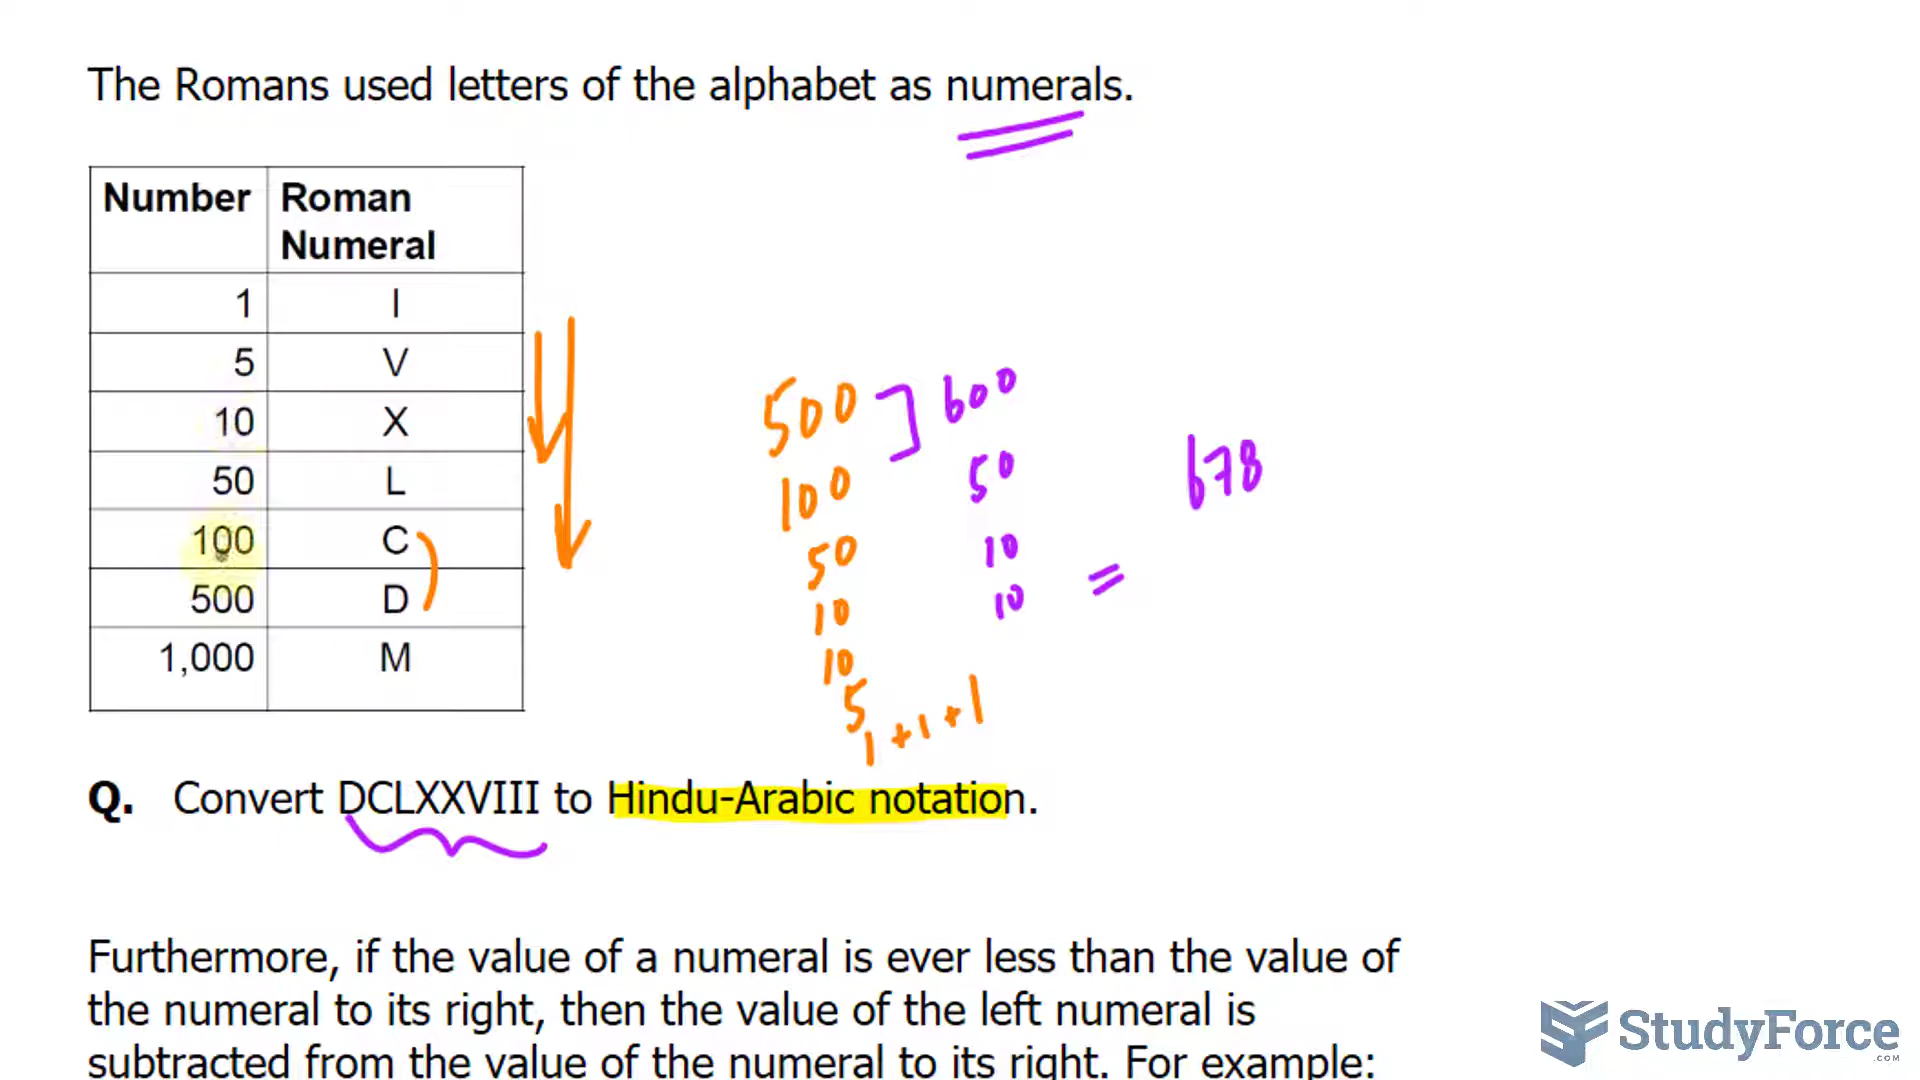 The Romans used letters of the alphabet as numerals.
Number Roman Numeral
1 I
5 V
10 X
50 L
100 C
500 D
1,000 M
500 600
100 50
50 10
10 10 =
10
5
1 + 1 + 1
678
Q. Convert DCLXXVIII to Hindu-Arabic notation.
Furthermore, if the value of a numeral is ever less than the value of
the numeral to its right, then the value of the left numeral is
subtracted from the value of the numeral to its right. For example:
StudyForce
.COM